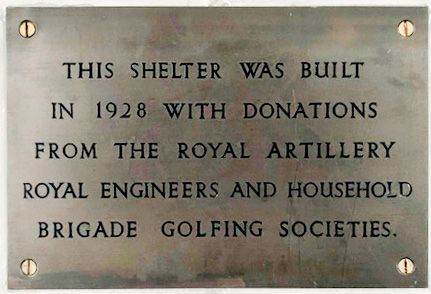 THIS SHELTER WAS BUILT
IN 1928 WITH DONATIONS
FROM THE ROYAL ARTILLERY
ROYAL ENGINEERS AND HOUSEHOLD
BRIGADE GOLFING SOCIETIES.